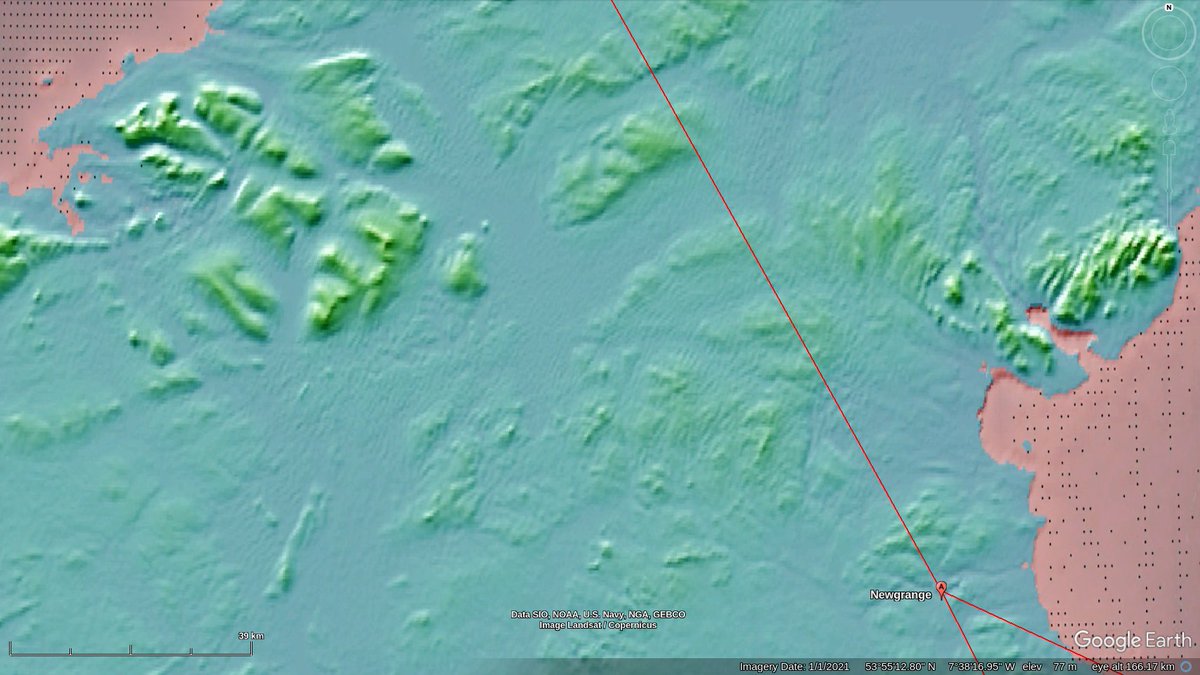 N
Newgrange
A
Data SIO, NOAA, U.S. Navy, NGA, GEBCO
Image Landsat / Copernicus
39 km
Google Earth
Imagery Date: 1/1/2021 53°55'12.80" N 7°38'16.95" W elev 77 m eye alt 166.17 km